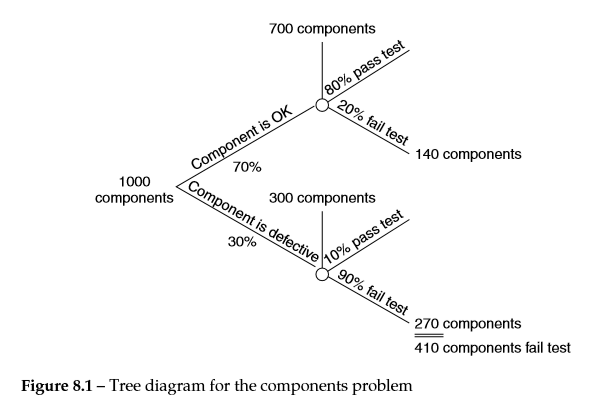 700 components
80% pass test
20% fail test
Component is OK
140 components
70%
1000
components
300 components
Component is defective
30%
10% pass test
90% fail test
270 components
410 components fail test
Figure 8.1 – Tree diagram for the components problem